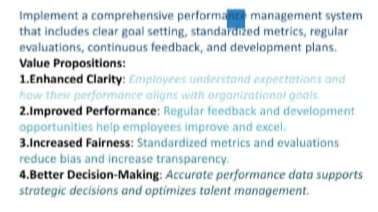 Implement a comprehensive performance management system
that includes clear goal setting, standardized metrics, regular
evaluations, continuous feedback, and development plans.
Value Propositions:
1.Enhanced Clarity: Employees understand expectations and
how their performance aligns with organizational goals.
2.Improved Performance: Regular feedback and development
opportunities help employees improve and excel.
3.Increased Fairness: Standardized metrics and evaluations
reduce bias and increase transparency.
4.Better Decision-Making: Accurate performance data supports
strategic decisions and optimizes talent management.